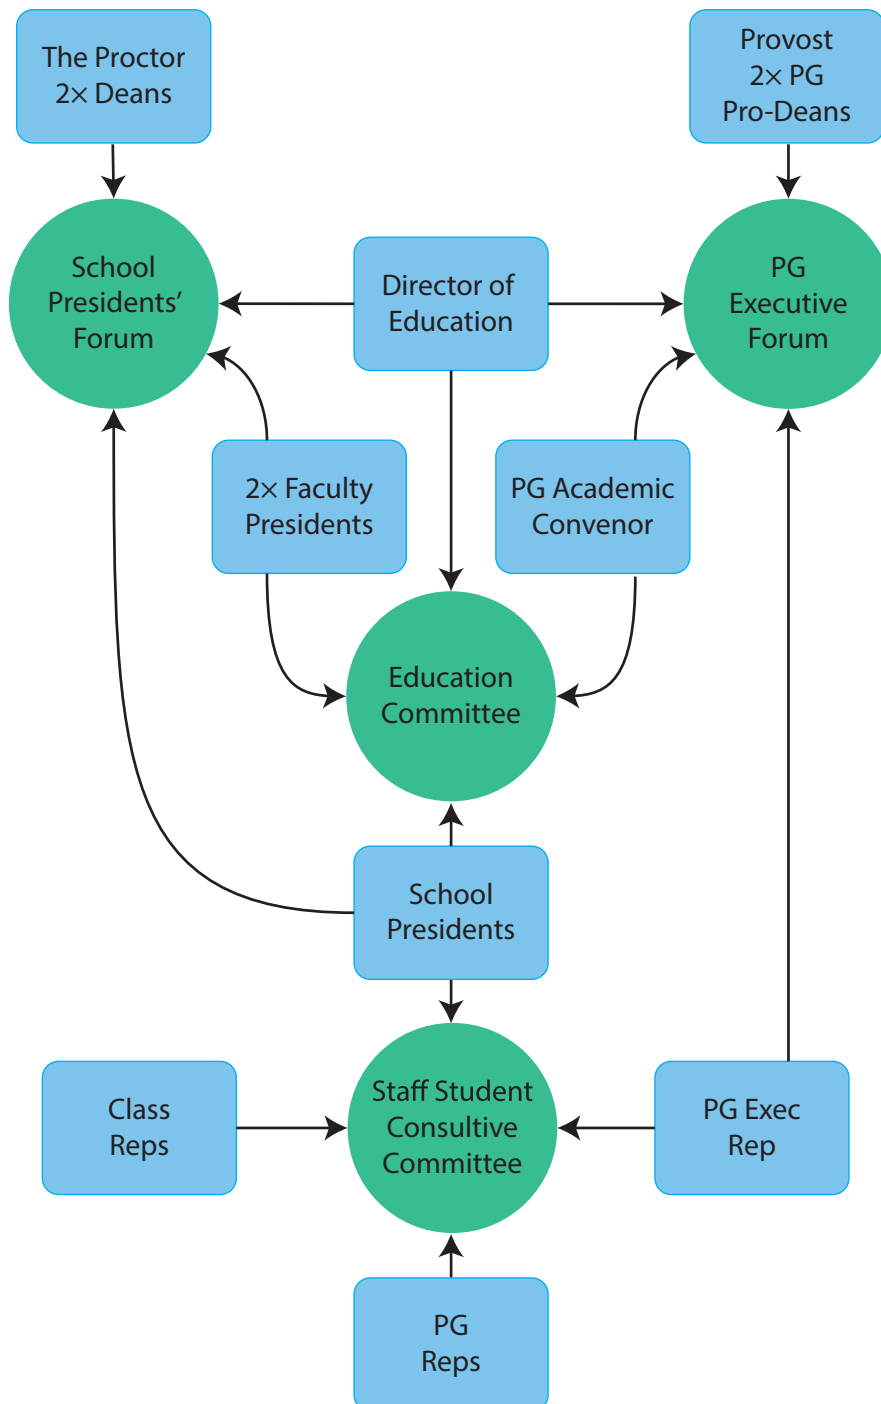 The Proctor
2× Deans
Provost
2× PG
Pro-Deans
School
Presidents’
Forum
Director of
Education
PG
Executive
Forum
2× Faculty
Presidents
PG Academic
Convenor
Education
Committee
School
Presidents
Class
Reps
Staff Student
Consultive
Committee
PG Exec
Rep
PG
Reps